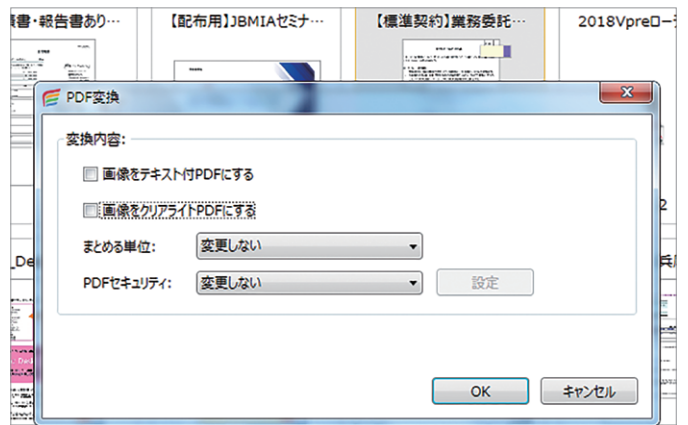 書・報告書あり… 【配布用】JBMIAセミナ… 【標準契約】業務委託… 2018Vpreロー
PDF変換
変換内容:
画像をテキスト付PDFにする
画像をクリアライトPDFにする
まとめる単位: 変更しない
PDFセキュリティ: 変更しない 設定
OK キャンセル